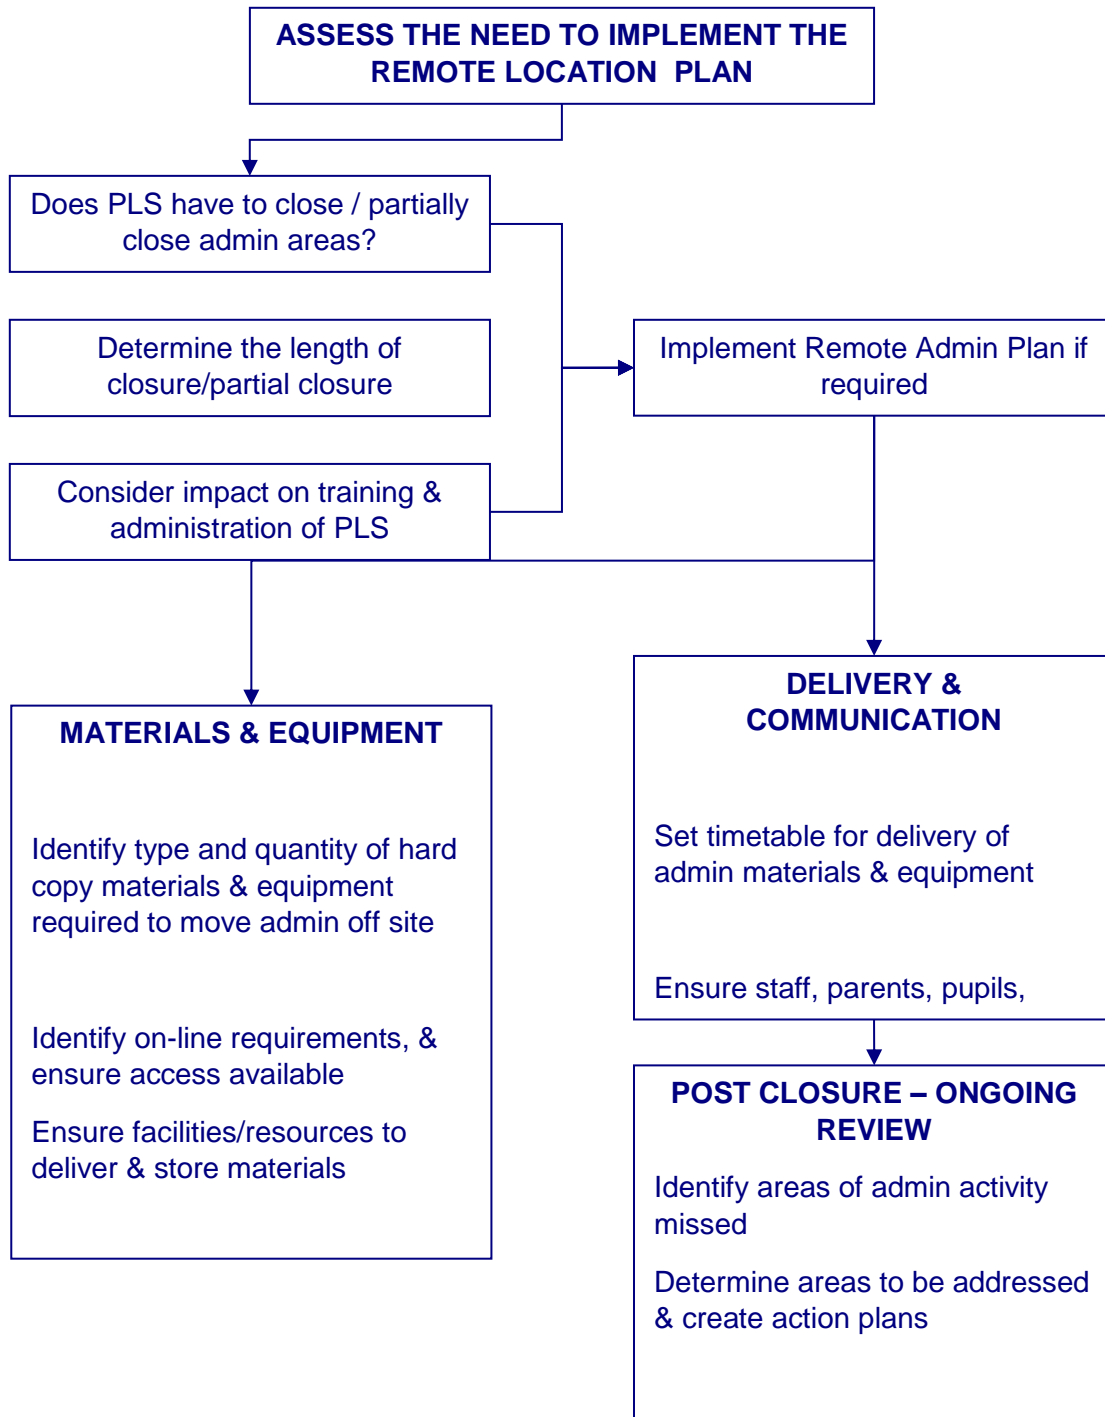 ASSESS THE NEED TO IMPLEMENT THE
REMOTE LOCATION PLAN
Does PLS have to close / partially
close admin areas?
Determine the length of
closure/partial closure
Implement Remote Admin Plan if
required
Consider impact on training &
administration of PLS
MATERIALS & EQUIPMENT
Identify type and quantity of hard
copy materials & equipment
required to move admin off site
Identify on-line requirements, &
ensure access available
Ensure facilities/resources to
deliver & store materials
DELIVERY &
COMMUNICATION
Set timetable for delivery of
admin materials & equipment
Ensure staff, parents, pupils,
POST CLOSURE – ONGOING
REVIEW
Identify areas of admin activity
missed
Determine areas to be addressed
& create action plans